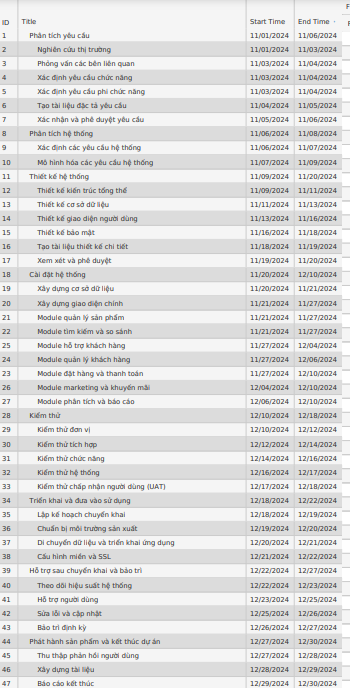 F
ID Title Start Time End Time
1 Phân tích yêu cầu 11/01/2024 11/06/2024
2 Nghiên cứu thị trường 11/01/2024 11/03/2024
3 Phỏng vấn các bên liên quan 11/03/2024 11/04/2024
4 Xác định yêu cầu chức năng 11/03/2024 11/04/2024
5 Xác định yêu cầu phi chức năng 11/03/2024 11/04/2024
6 Tạo tài liệu đặc tả yêu cầu 11/04/2024 11/05/2024
7 Xác nhận và phê duyệt yêu cầu 11/05/2024 11/06/2024
8 Phân tích hệ thống 11/06/2024 11/08/2024
9 Xác định các yêu cầu hệ thống 11/06/2024 11/07/2024
10 Mô hình hóa các yêu cầu hệ thống 11/07/2024 11/09/2024
11 Thiết kế hệ thống 11/09/2024 11/20/2024
12 Thiết kế kiến trúc tổng thể 11/09/2024 11/11/2024
13 Thiết kế cơ sở dữ liệu 11/11/2024 11/13/2024
14 Thiết kế giao diện người dùng 11/13/2024 11/16/2024
15 Thiết kế bảo mật 11/16/2024 11/18/2024
16 Tạo tài liệu thiết kế chi tiết 11/18/2024 11/19/2024
17 Xem xét và phê duyệt 11/19/2024 11/20/2024
18 Cài đặt hệ thống 11/20/2024 12/10/2024
19 Xây dựng cơ sở dữ liệu 11/20/2024 11/21/2024
20 Xây dựng giao diện chính 11/21/2024 11/27/2024
21 Module quản lý sản phẩm 11/21/2024 11/27/2024
22 Module tìm kiếm và so sánh 11/21/2024 11/27/2024
25 Module hỗ trợ khách hàng 11/27/2024 12/04/2024
24 Module quản lý khách hàng 11/27/2024 12/06/2024
23 Module đặt hàng và thanh toán 11/27/2024 12/10/2024
26 Module marketing và khuyến mãi 12/04/2024 12/10/2024
27 Module phân tích và báo cáo 12/06/2024 12/10/2024
28 Kiểm thử 12/10/2024 12/18/2024
29 Kiểm thử đơn vị 12/10/2024 12/12/2024
30 Kiểm thử tích hợp 12/12/2024 12/14/2024
31 Kiểm thử chức năng 12/14/2024 12/16/2024
32 Kiểm thử hệ thống 12/16/2024 12/17/2024
33 Kiểm thử chấp nhận người dùng (UAT) 12/17/2024 12/18/2024
34 Triển khai và đưa vào sử dụng 12/18/2024 12/22/2024
35 Lập kế hoạch chuyển khai 12/18/2024 12/19/2024
36 Chuẩn bị môi trường sản xuất 12/19/2024 12/20/2024
37 Di chuyển dữ liệu và triển khai ứng dụng 12/20/2024 12/21/2024
38 Cấu hình miền và SSL 12/21/2024 12/22/2024
39 Hỗ trợ sau chuyển khai và bảo trì 12/22/2024 12/27/2024
40 Theo dõi hiệu suất hệ thống 12/22/2024 12/23/2024
41 Hỗ trợ người dùng 12/23/2024 12/25/2024
42 Sửa lỗi và cập nhật 12/25/2024 12/26/2024
43 Bảo trì định kỳ 12/26/2024 12/27/2024
44 Phát hành sản phẩm và kết thúc dự án 12/27/2024 12/30/2024
45 Thu thập phản hồi người dùng 12/27/2024 12/28/2024
46 Xây dựng tài liệu 12/28/2024 12/29/2024
47 Báo cáo kết thúc 12/29/2024 12/30/2024